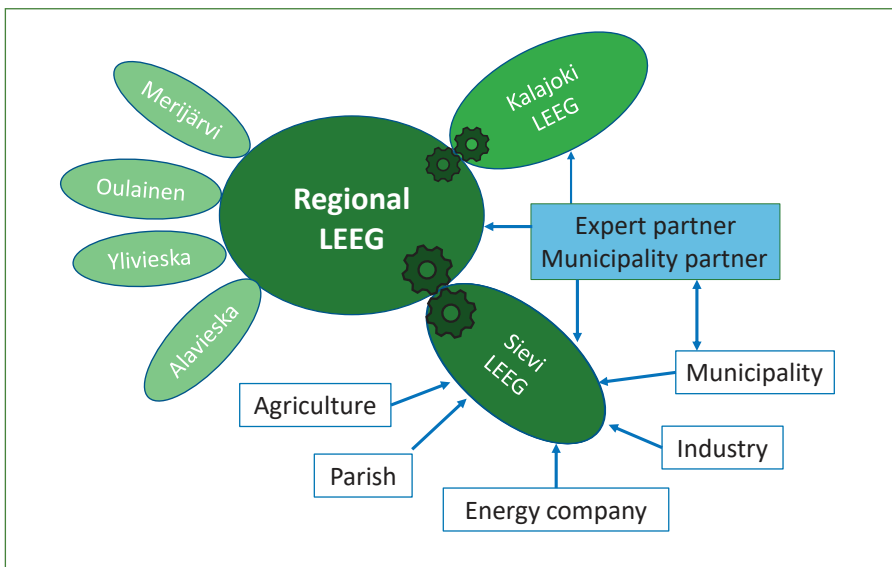 Merijärvi
Oulainen
Ylivieska
Alavieska
Regional
LEEG
Kalajoki
LEEG
Expert partner
Municipality partner
Sievi
LEEG
Municipality
Agriculture
Industry
Parish
Energy company